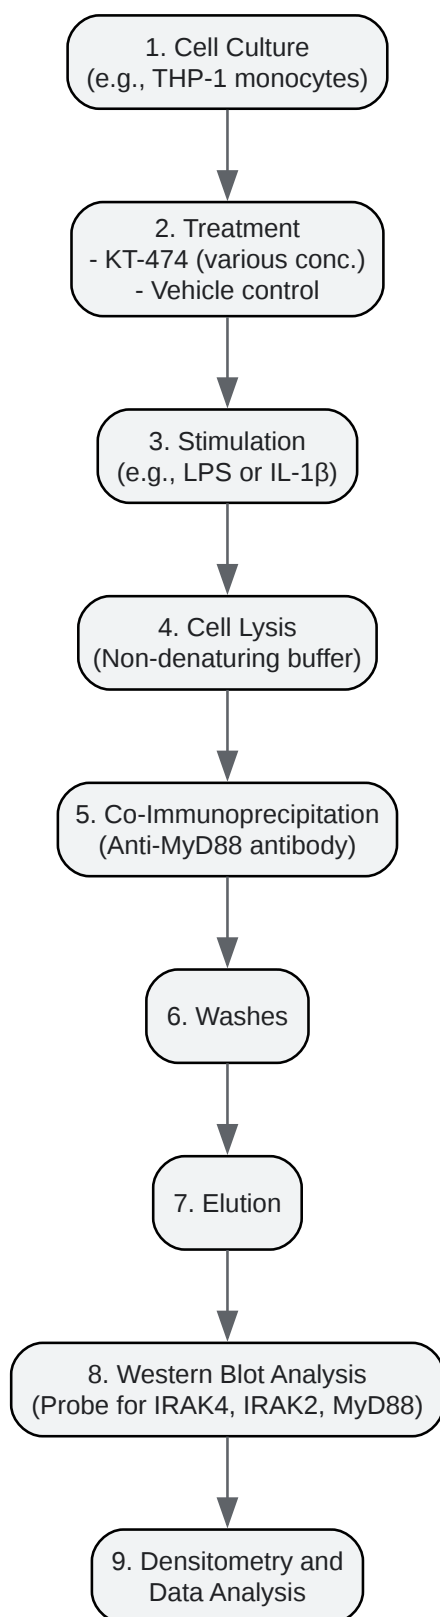 1. Cell Culture
(e.g., THP-1 monocytes)
2. Treatment
- KT-474 (various conc.)
- Vehicle control
3. Stimulation
(e.g., LPS or IL-1β)
4. Cell Lysis
(Non-denaturing buffer)
5. Co-Immunoprecipitation
(Anti-MyD88 antibody)
6. Washes
7. Elution
8. Western Blot Analysis
(Probe for IRAK4, IRAK2, MyD88)
9. Densitometry and
Data Analysis